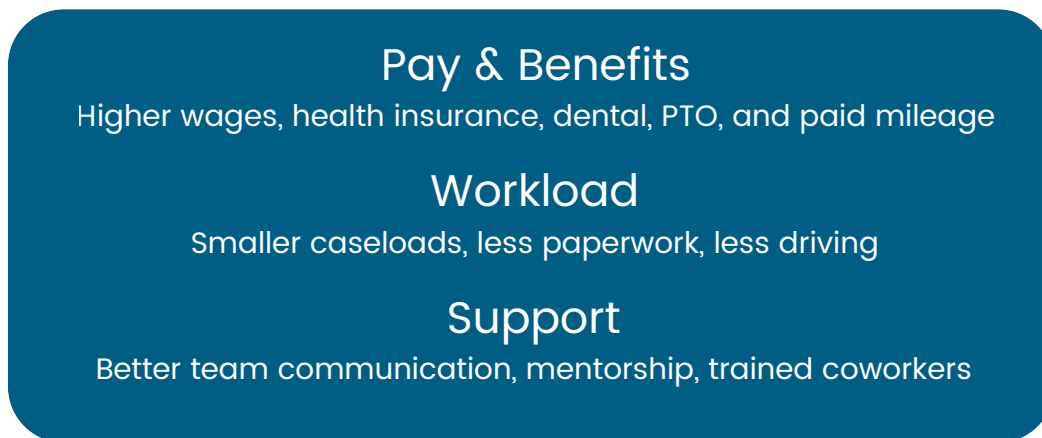 Pay & Benefits
Higher wages, health insurance, dental, PTO, and paid mileage
Workload
Smaller caseloads, less paperwork, less driving
Support
Better team communication, mentorship, trained coworkers